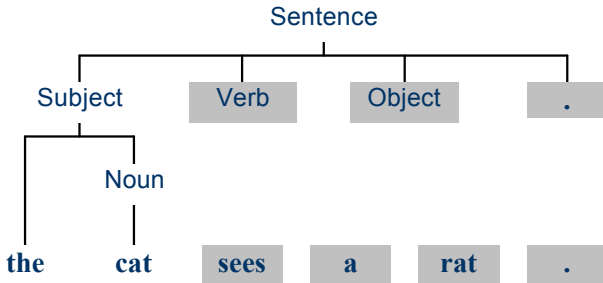 Sentence
Subject Verb Object .
Noun
the cat sees a rat .